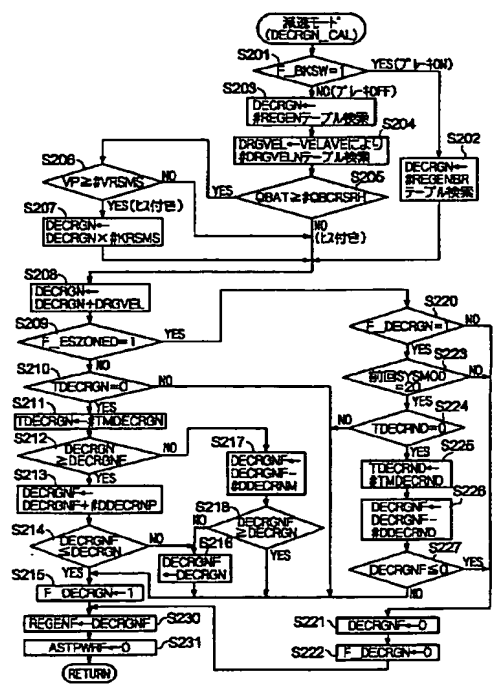 減速モード
(DECRGN_CAL)
S201
F_BKSW=1
YES(ブレーキON)
S203
NO(ブレーキOFF)
DECRGN←
#REGENテーブル検索
S204
DRGVEL←VELAVEにより
#DRGVELNテーブル検索
S202
DECRGN←
#REGENBR
テーブル検索
S206
S205
VP≧#VRSMS
NO
YES
QBAT≧#QBCRSRH
S207
YES(ヒス付き)
NO
(ヒス付き)
DECRGN←
DECRGN×#KRSMS
S208
DECRGN←
DECRGN+DRGVEL
S209
S220
F_ESZONED=1
YES
F_DECRGN=1
NO
S210
NO
YES
S223
TDECRGN=0
NO
前回SYSMOD
=20
NO
S211
YES
YES
S224
TDECRGN←#TMDECRGN
NO
TDECRND=0
S212
S217
YES
S225
DECRGN
≧DECRGNF
NO
DECRGNF←
DECRGNF-
#DDECRNM
TDECRND←
#TMDECRND
S213
YES
S226
DECRGNF←
DECRGNF+#DDECRNP
S218
DECRGNF←
DECRGNF-
#DDECRND
S214
NO
DECRGNF
≧DECRGN
S227
DECRGNF
≦DECRGN
NO
S216
YES
DECRGNF≦0
YES
S215
YES
DECRGNF
←DECRGN
NO
F_DECRGN←1
S230
S221
REGENF←DECRGNF
DECRGNF←0
S231
ASTPWRF←0
S222
F_DECRGN←0
RETURN